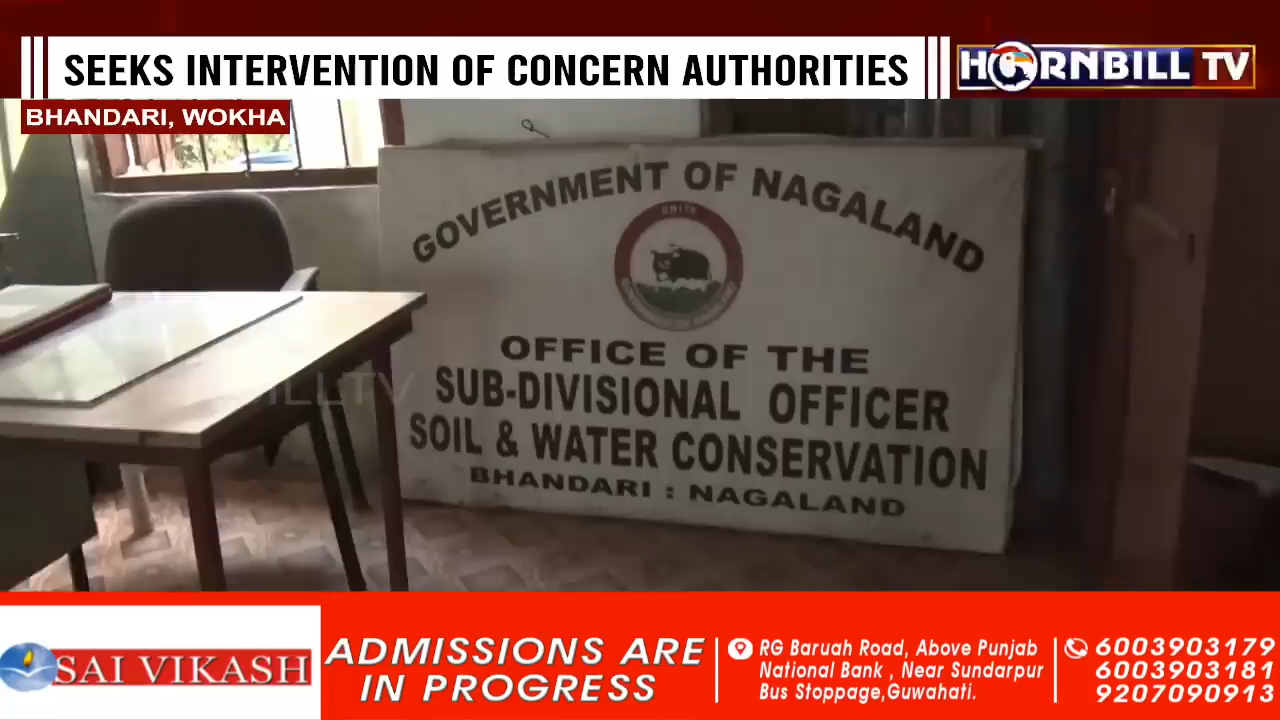 SEEKS INTERVENTION OF CONCERN AUTHORITIES
HORNBILL TV
BHANDARI, WOKHA
GOVERNMENT OF NAGALAND
UNITY
OFFICE OF THE
SUB-DIVISIONAL OFFICER
SOIL & WATER CONSERVATION
BHANDARI : NAGALAND
ILLTV
SAI VIKASH
ADMISSIONS ARE
IN PROGRESS
RG Baruah Road, Above Punjab
National Bank , Near Sundarpur
Bus Stoppage,Guwahati.
6003903179
6003903181
9207090913